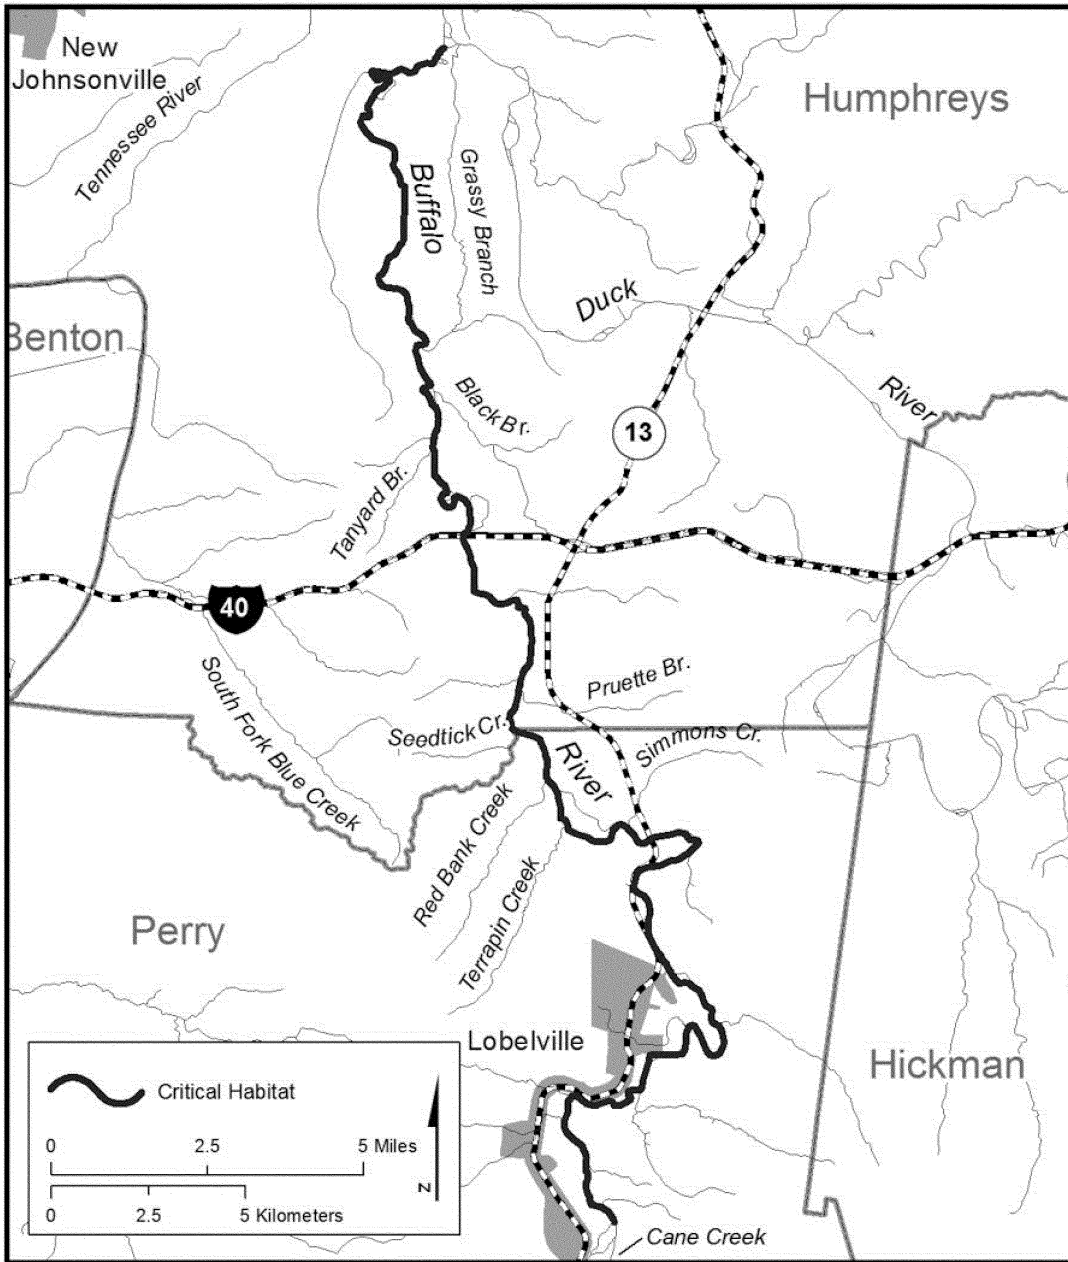 New
Johnsonville
Tennessee River
Humphreys
Buffalo
Grassy Branch
Duck
Benton
Black Br.
River
13
Tanyard Br.
40
South Fork Blue Creek
Pruette Br.
Seedtick Cr.
Simmons Cr.
River
Red Bank Creek
Terrapin Creek
Perry
Lobelville
Hickman
Critical Habitat
0 2.5 5 Miles
0 2.5 5 Kilometers
N
Cane Creek